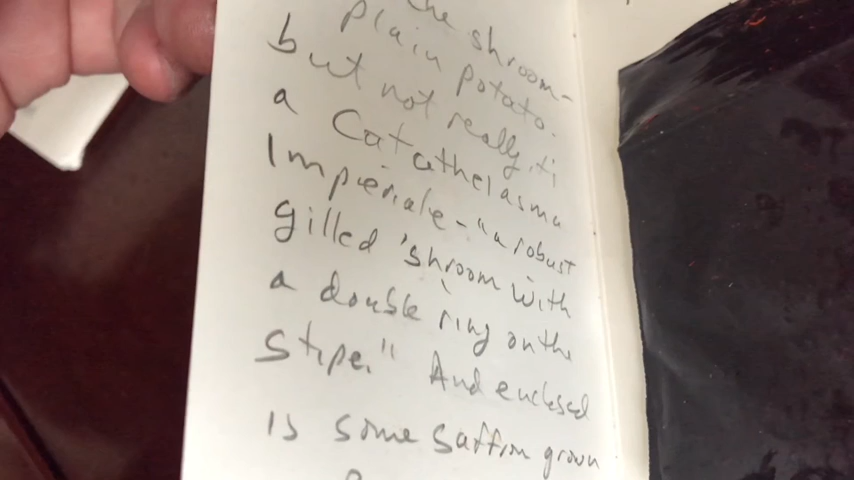 the shroom-
plain potato.
but not really. it's
a Catathelasma
Imperiale - "a robust
gilled 'shroom with
a double ring on the
stipe." And enclosed
is some saffron grown